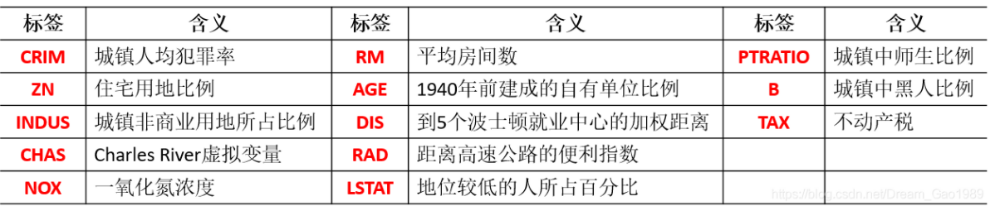 标签 含义 标签 含义 标签 含义
CRIM 城镇人均犯罪率 RM 平均房间数 PTRATIO 城镇中师生比例
ZN 住宅用地比例 AGE 1940年前建成的自有单位比例 B 城镇中黑人比例
INDUS 城镇非商业用地所占比例 DIS 到5个波士顿就业中心的加权距离 TAX 不动产税
CHAS Charles River虚拟变量 RAD 距离高速公路的便利指数
NOX 一氧化氮浓度 LSTAT 地位较低的人所占百分比
https://blog.csdn.net/Dream_Gao1989